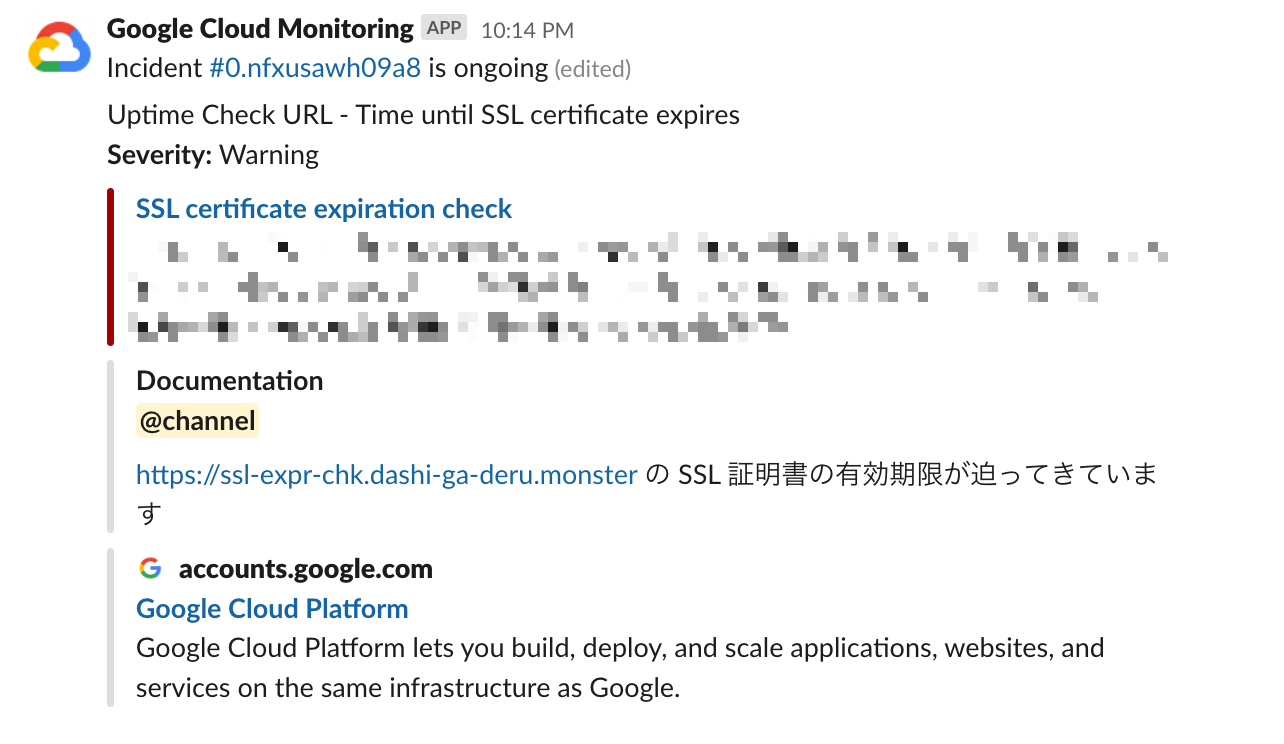 Google Cloud Monitoring APP 10:14 PM
Incident #0.nfxusawh09a8 is ongoing (edited)
Uptime Check URL - Time until SSL certificate expires
Severity: Warning
SSL certificate expiration check
Documentation
@channel
https://ssl-expr-chk.dashi-ga-deru.monster の SSL 証明書の有効期限が迫ってきていま
す
accounts.google.com
Google Cloud Platform
Google Cloud Platform lets you build, deploy, and scale applications, websites, and
services on the same infrastructure as Google.